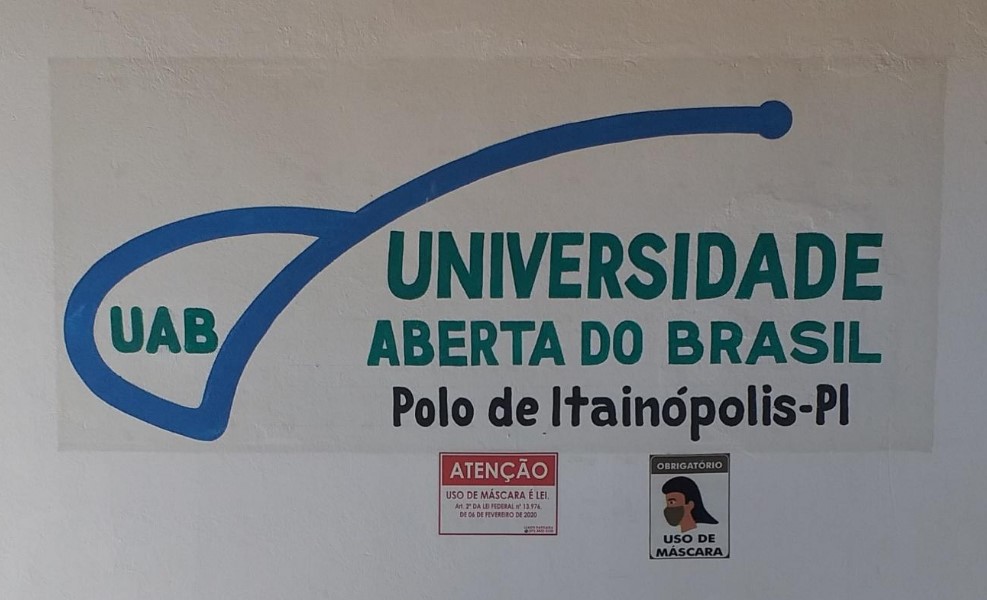 UAB
UNIVERSIDADE
ABERTA DO BRASIL
Polo de Itainópolis-PI
ATENÇÃO
USO DE MÁSCARA É LEI.
Art. 3º DA LEI FEDERAL nº 13.976,
DE 06 DE FEVEREIRO DE 2020
OBRIGATÓRIO
USO DE
MÁSCARA